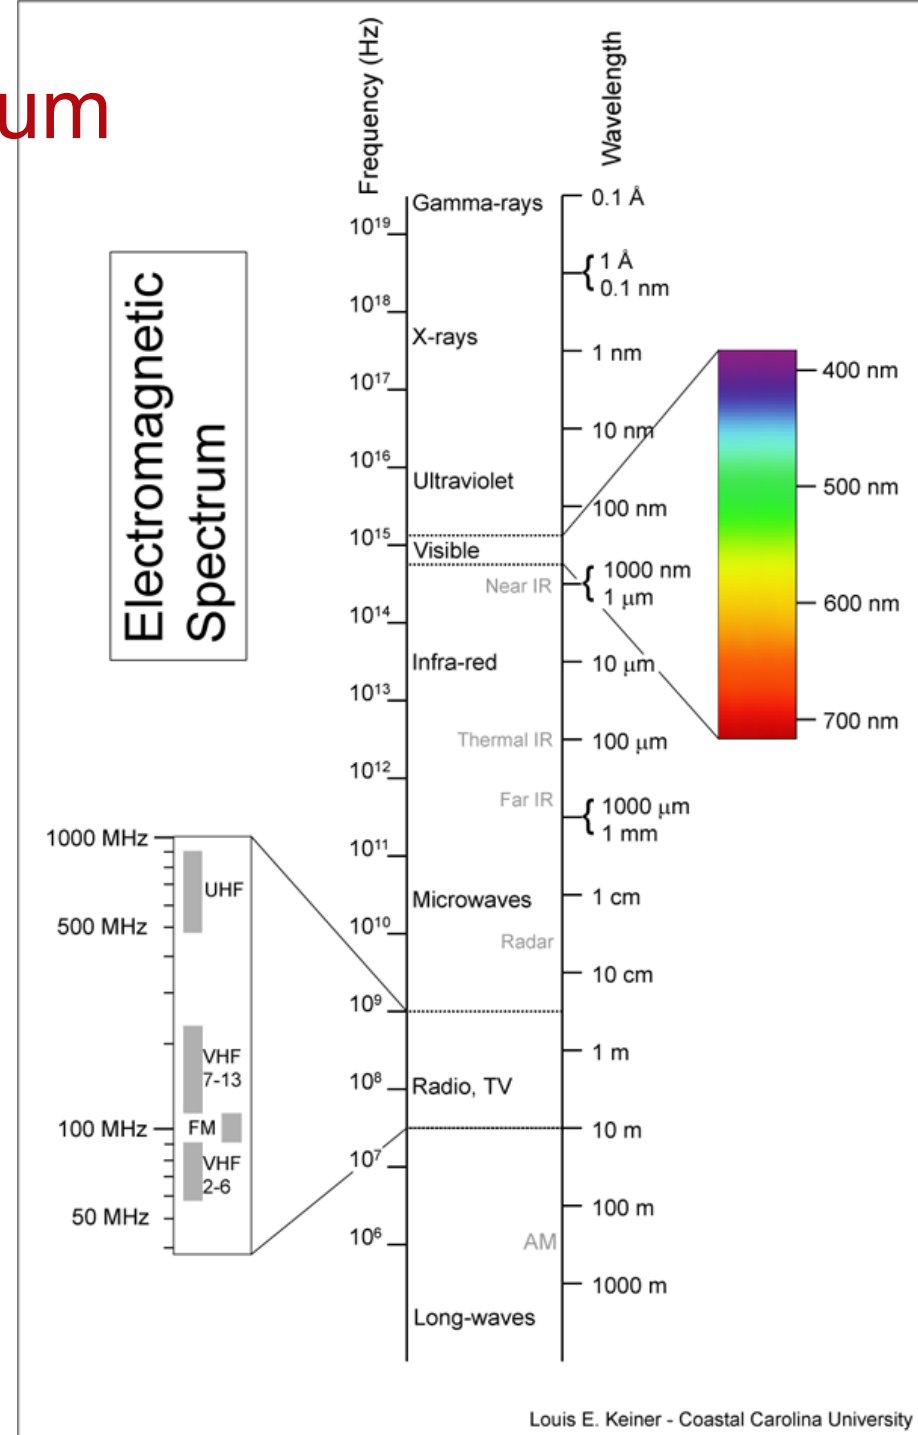 um
Electromagnetic
Spectrum
Frequency (Hz)
Wavelength
Gamma-rays
0.1 Å
10¹⁹
1 Å
0.1 nm
10¹⁸
X-rays
1 nm
10¹⁷
10 nm
10¹⁶
Ultraviolet
100 nm
10¹⁵
Visible
1000 nm
Near IR
1 μm
10¹⁴
Infra-red
10 μm
10¹³
Thermal IR
100 μm
10¹²
Far IR
1000 μm
1 mm
10¹¹
Microwaves
1 cm
10¹⁰
Radar
10 cm
10⁹
1 m
10⁸
Radio, TV
10 m
10⁷
100 m
10⁶
AM
1000 m
Long-waves
400 nm
500 nm
600 nm
700 nm
1000 MHz
UHF
500 MHz
VHF
7-13
100 MHz
FM
VHF
2-6
50 MHz
Louis E. Keiner - Coastal Carolina University